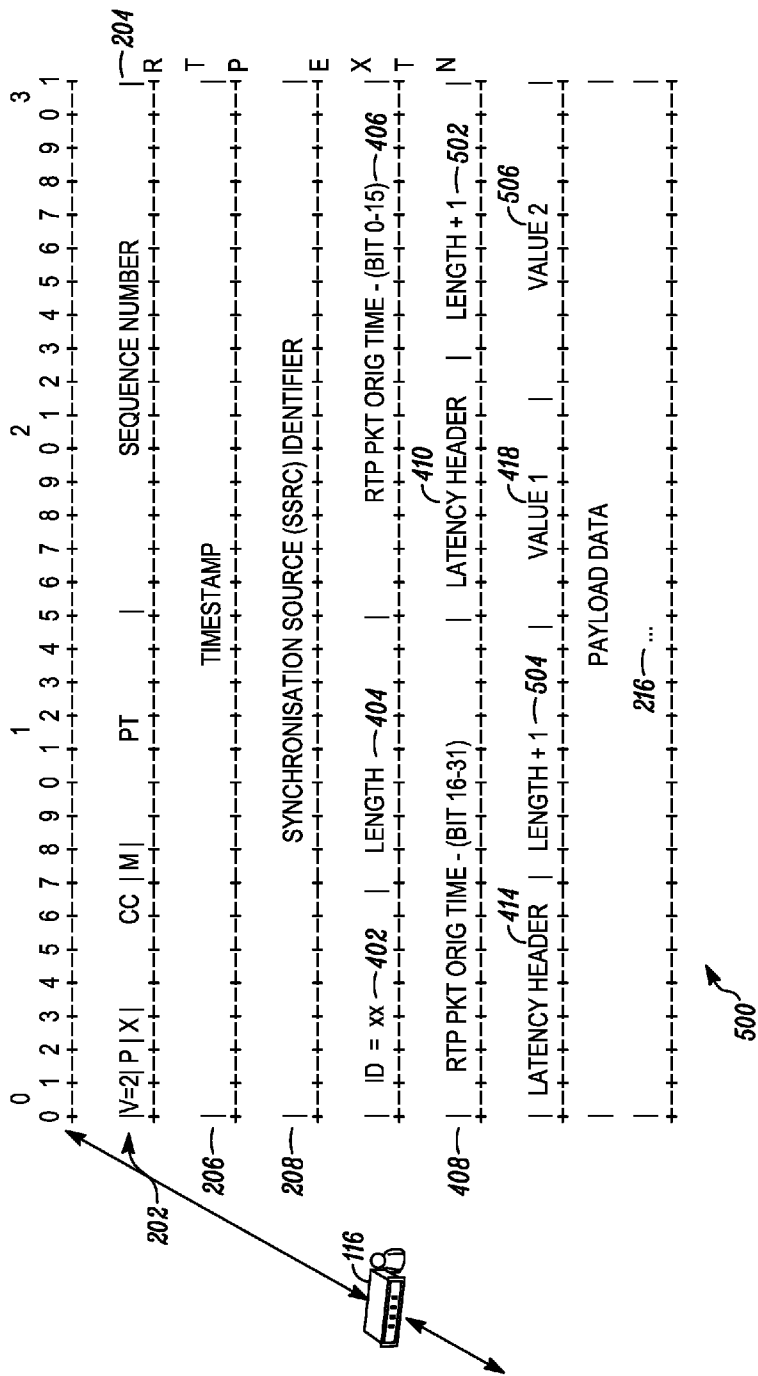 0 1 2 3
0 1 2 3 4 5 6 7 8 9 0 1 2 3 4 5 6 7 8 9 0 1 2 3 4 5 6 7 8 9 0 1
|V=2| P | X | CC | M | PT | SEQUENCE NUMBER | 204
202
206 | TIMESTAMP |
208 | SYNCHRONISATION SOURCE (SSRC) IDENTIFIER |
| ID = xx 402 | LENGTH 404 | RTP PKT ORIG TIME - (BIT 0-15) 406
410
408 | RTP PKT ORIG TIME - (BIT 16-31) | LATENCY HEADER | LENGTH + 1 502
414 418 506
| LATENCY HEADER | LENGTH + 1 504 | VALUE 1 | VALUE 2
| PAYLOAD DATA |
| 216 ... |
R T P E X T N
116
500